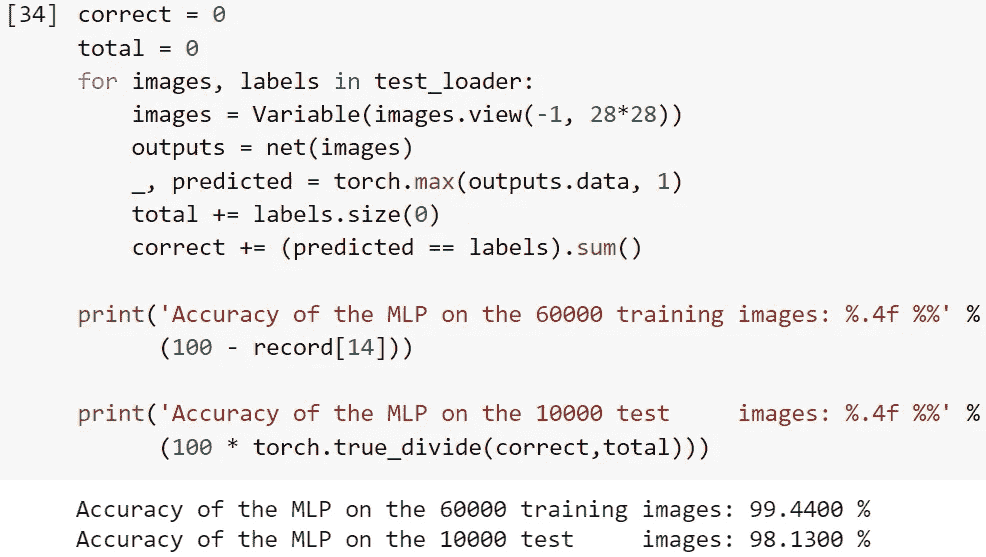 [34] correct = 0
total = 0
for images, labels in test_loader:
    images = Variable(images.view(-1, 28*28))
    outputs = net(images)
    _, predicted = torch.max(outputs.data, 1)
    total += labels.size(0)
    correct += (predicted == labels).sum()

print('Accuracy of the MLP on the 60000 training images: %.4f %%' %
      (100 - record[14]))

print('Accuracy of the MLP on the 10000 test     images: %.4f %%' %
      (100 * torch.true_divide(correct,total)))

Accuracy of the MLP on the 60000 training images: 99.4400 %
Accuracy of the MLP on the 10000 test     images: 98.1300 %